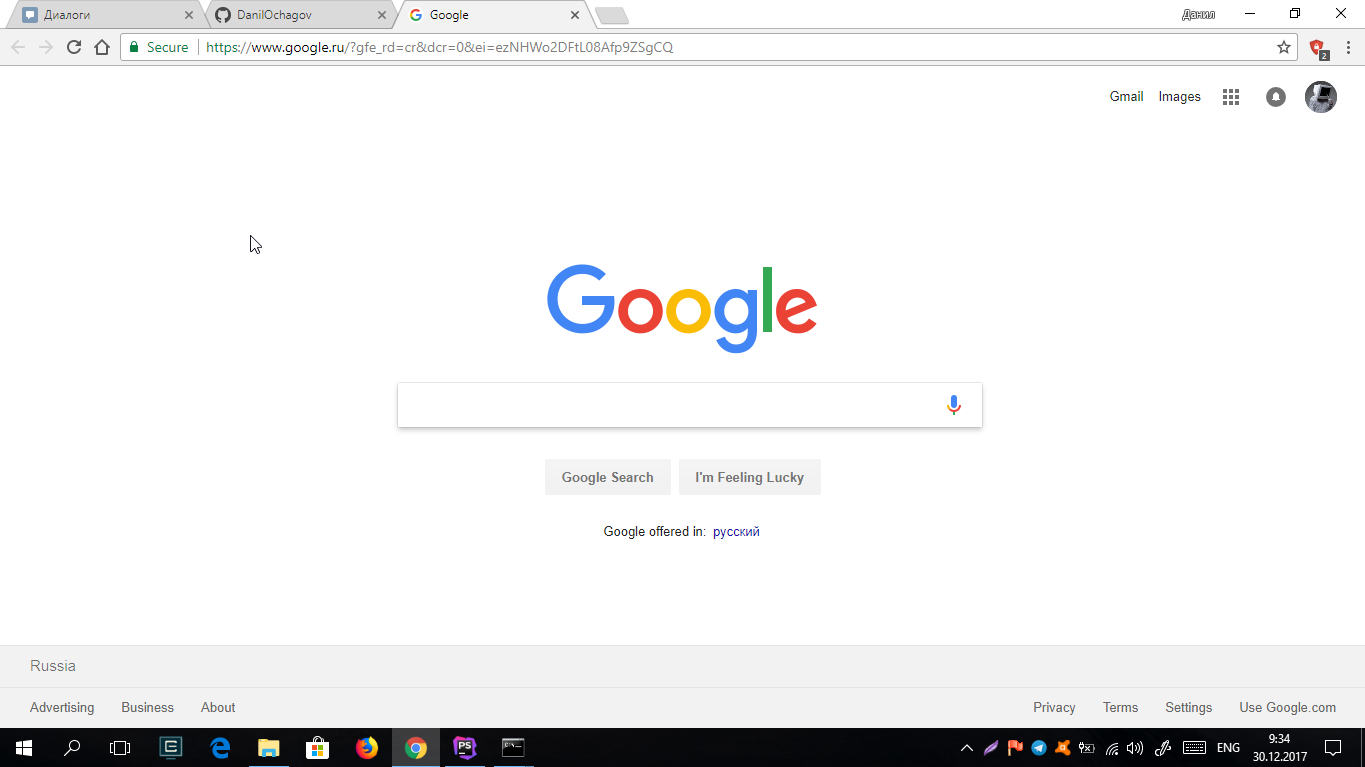 Диалоги
DanilOchagov
Google
Данил
Secure
https://www.google.ru/?gfe_rd=cr&dcr=0&ei=ezNHWo2DFtL08Afp9ZSgCQ
2
Gmail
Images
Google
Google Search
I'm Feeling Lucky
Google offered in: русский
Russia
Advertising
Business
About
Privacy
Terms
Settings
Use Google.com
PS
ENG
9:34
30.12.2017